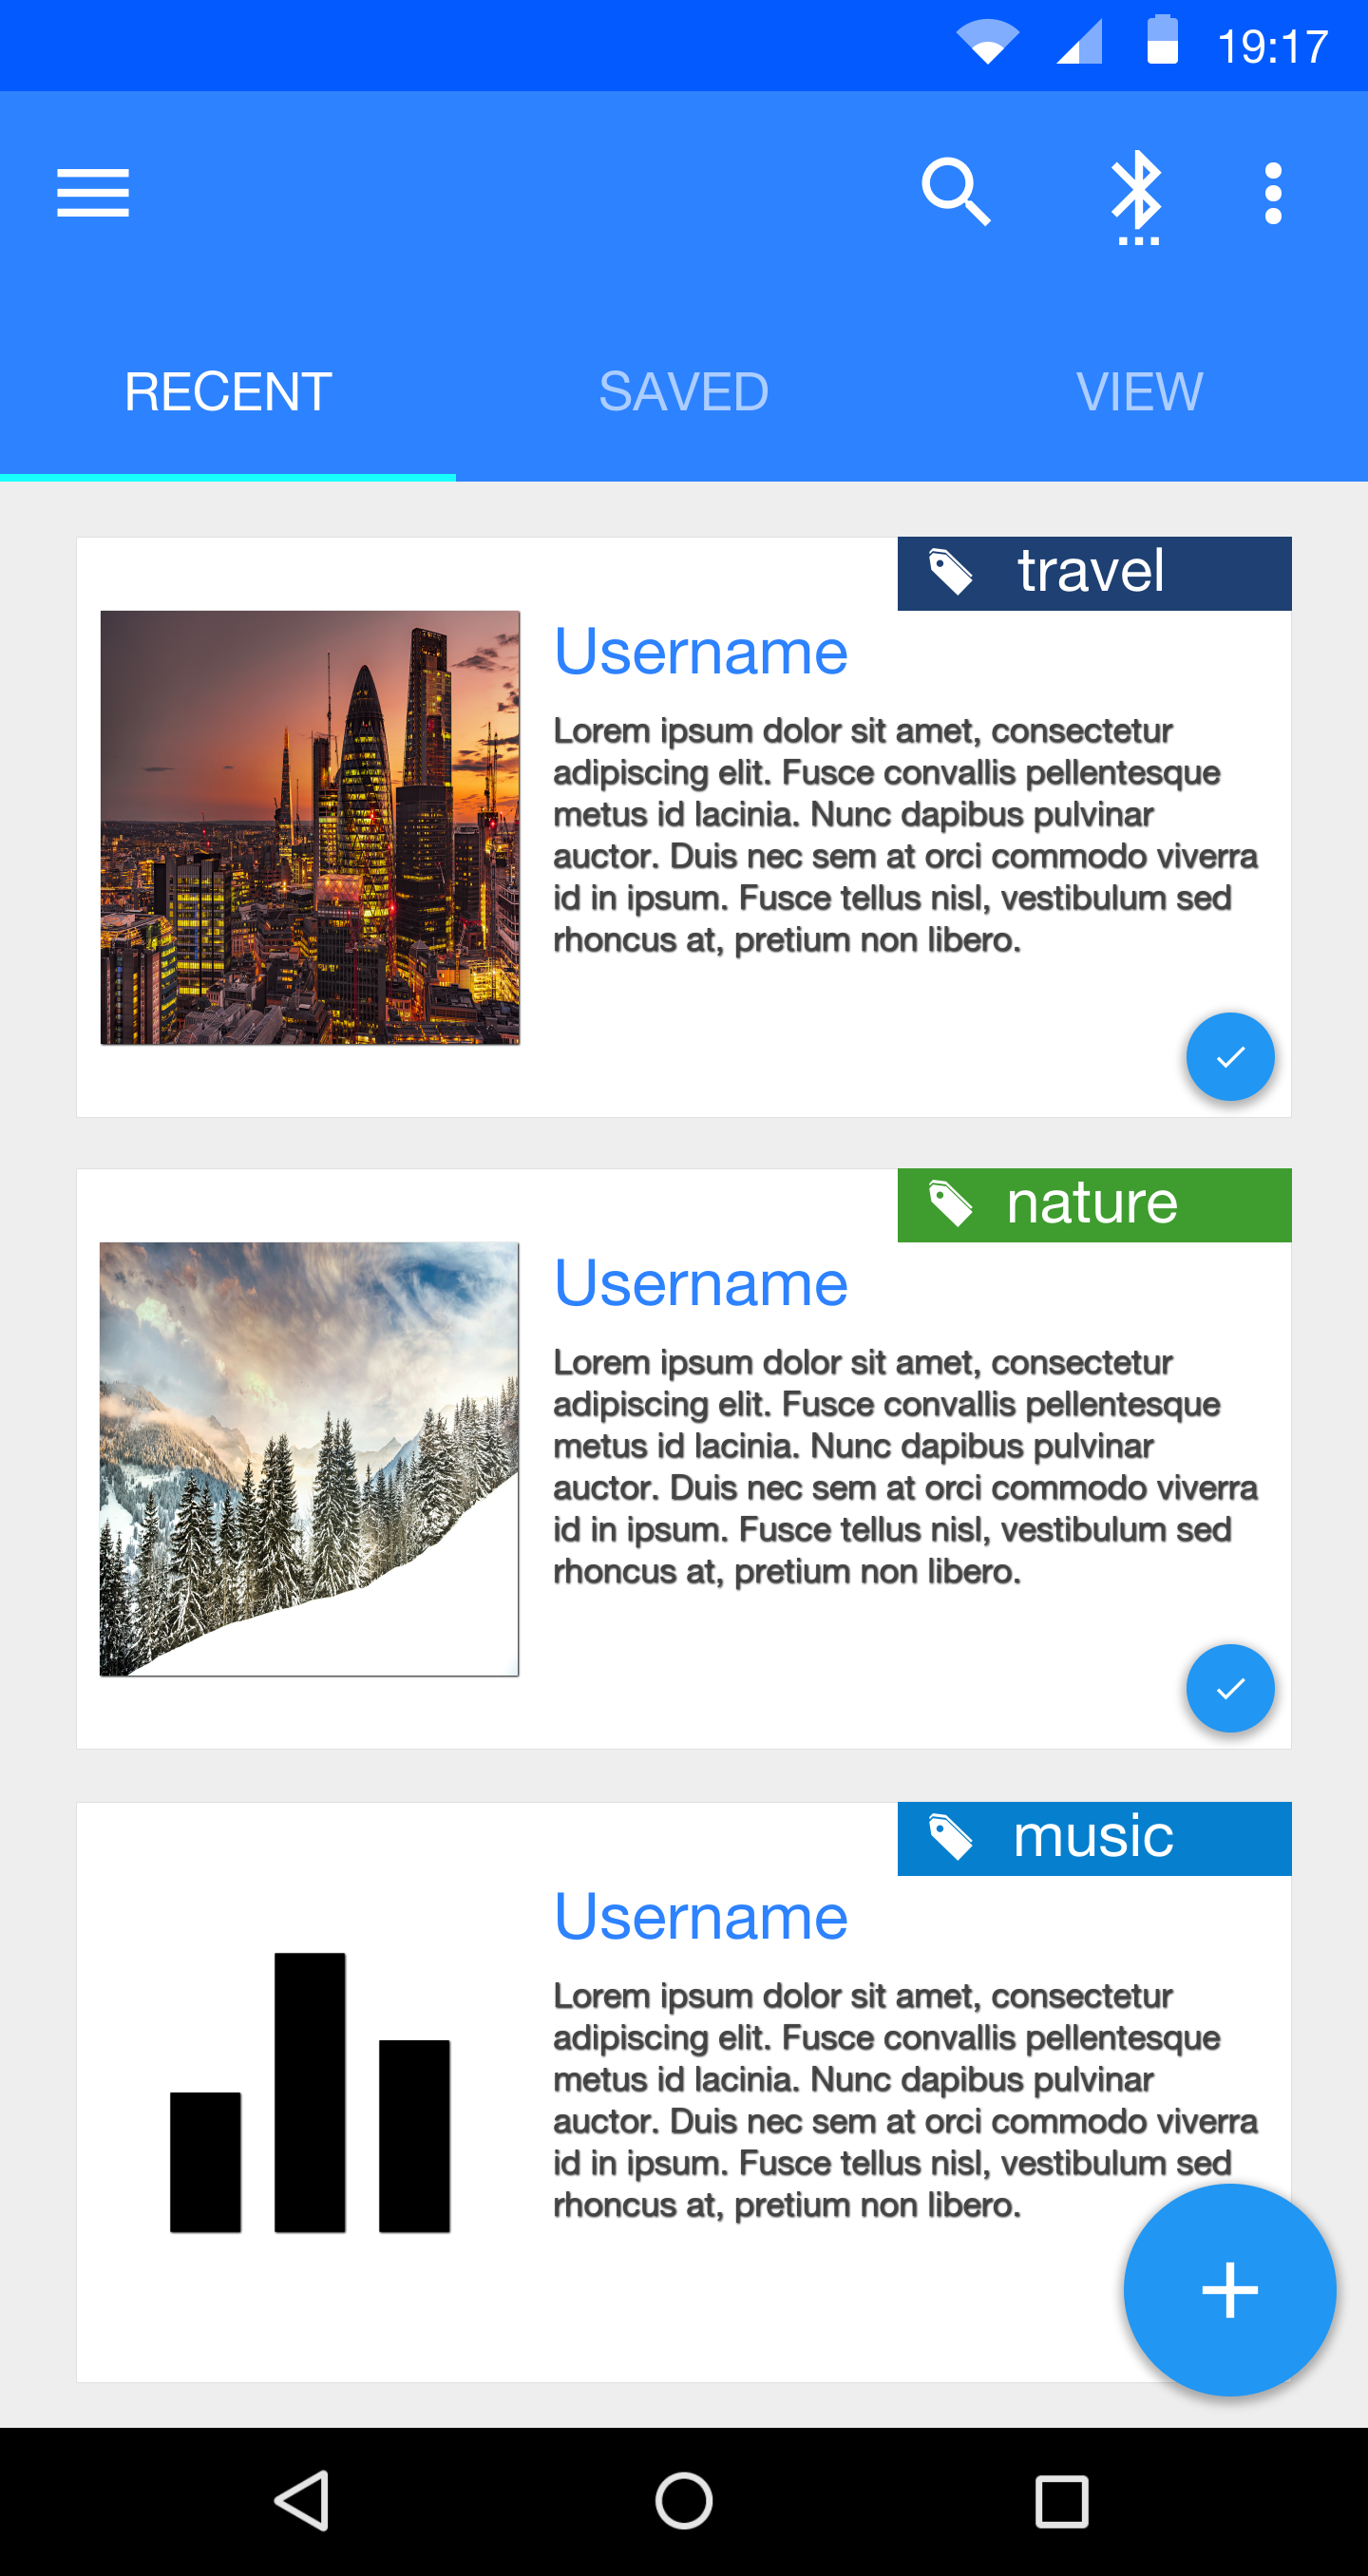 19:17
RECENT SAVED VIEW
travel
Username
Lorem ipsum dolor sit amet, consectetur
adipiscing elit. Fusce convallis pellentesque
metus id lacinia. Nunc dapibus pulvinar
auctor. Duis nec sem at orci commodo viverra
id in ipsum. Fusce tellus nisl, vestibulum sed
rhoncus at, pretium non libero.
nature
Username
Lorem ipsum dolor sit amet, consectetur
adipiscing elit. Fusce convallis pellentesque
metus id lacinia. Nunc dapibus pulvinar
auctor. Duis nec sem at orci commodo viverra
id in ipsum. Fusce tellus nisl, vestibulum sed
rhoncus at, pretium non libero.
music
Username
Lorem ipsum dolor sit amet, consectetur
adipiscing elit. Fusce convallis pellentesque
metus id lacinia. Nunc dapibus pulvinar
auctor. Duis nec sem at orci commodo viverra
id in ipsum. Fusce tellus nisl, vestibulum sed
rhoncus at, pretium non libero.